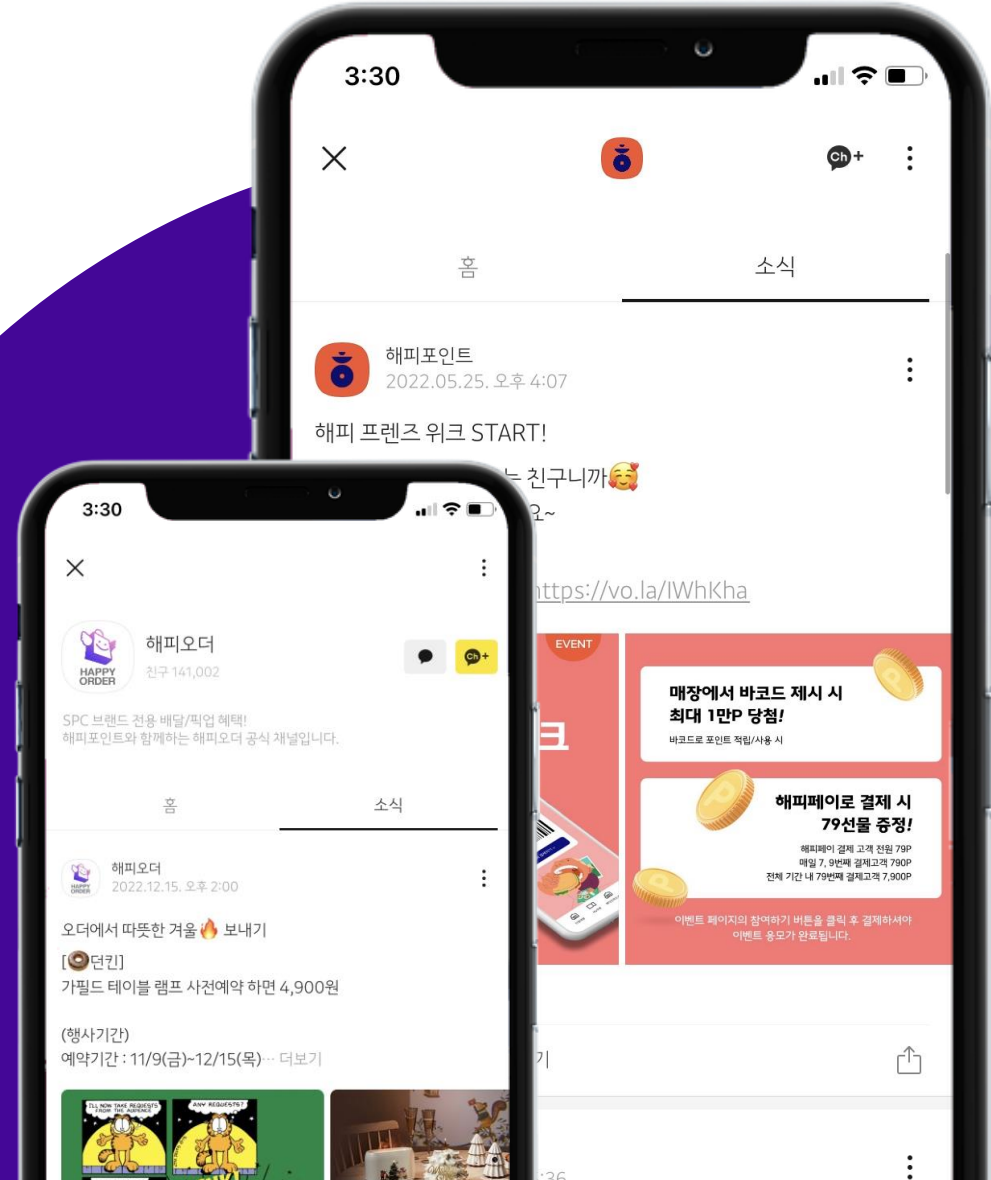 3:30
Ch+
홈
소식
해피포인트
2022.05.25. 오후 4:07
해피 프렌즈 위크 START!
는 친구니까🥰
요~
https://vo.la/IWhKha
EVENT
크
매장에서 바코드 제시 시
최대 1만P 당첨!
바코드로 포인트 적립/사용 시
해피페이로 결제 시
79선물 증정!
해피페이 결제 고객 전원 79P
매일 7, 9번째 결제고객 790P
전체 기간 내 79번째 결제고객 7,900P
이벤트 페이지의 참여하기 버튼을 클릭 후 결제하셔야
이벤트 응모가 완료됩니다.
기
:36
3:30
HAPPY
ORDER
해피오더
친구 141,002
Ch+
SPC 브랜드 전용 배달/픽업 혜택!
해피포인트와 함께하는 해피오더 공식 채널입니다.
홈
소식
HAPPY
ORDER
해피오더
2022.12.15. 오후 2:00
오더에서 따뜻한 겨울🔥 보내기
[🍩던킨]
가필드 테이블 램프 사전예약 하면 4,900원
(행사기간)
예약기간 : 11/9(금)~12/15(목)··· 더보기
I'LL NOW TAKE REQUESTS
FROM THE AUDIENCE
ANY REQUESTS?